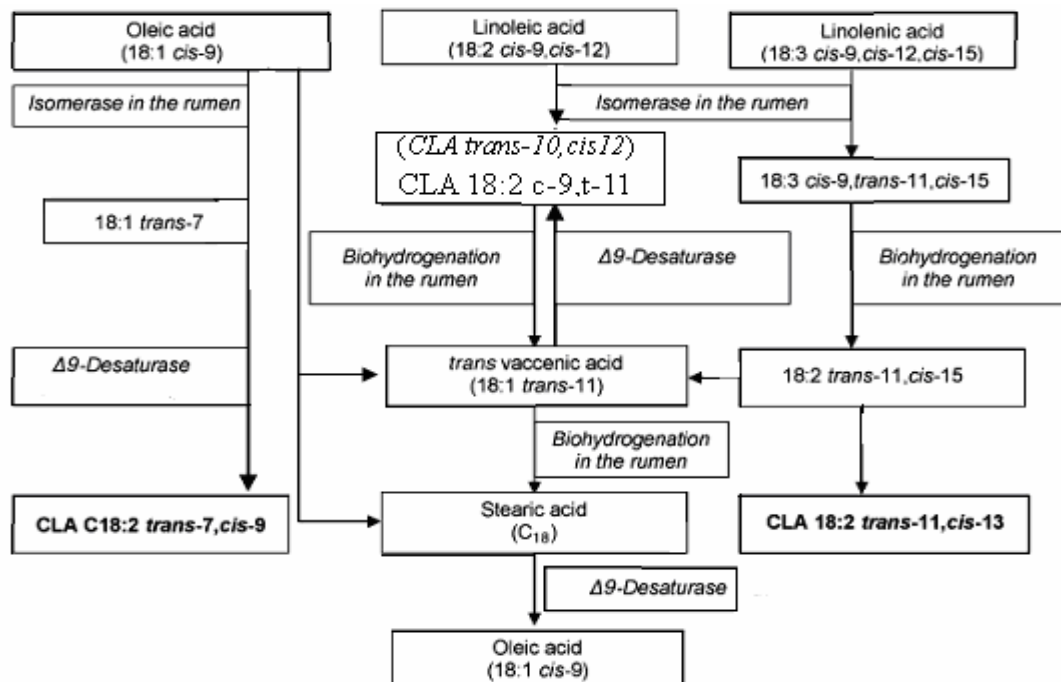 Oleic acid
(18:1 cis-9)
Linoleic acid
(18:2 cis-9,cis-12)
Linolenic acid
(18:3 cis-9,cis-12,cis-15)
Isomerase in the rumen
Isomerase in the rumen
(CLA trans-10,cis12)
CLA 18:2 c-9,t-11
18:3 cis-9,trans-11,cis-15
18:1 trans-7
Biohydrogenation
in the rumen
Δ9-Desaturase
Biohydrogenation
in the rumen
Δ9-Desaturase
trans vaccenic acid
(18:1 trans-11)
18:2 trans-11,cis-15
Biohydrogenation
in the rumen
CLA C18:2 trans-7,cis-9
Stearic acid
(C18)
CLA 18:2 trans-11,cis-13
Δ9-Desaturase
Oleic acid
(18:1 cis-9)